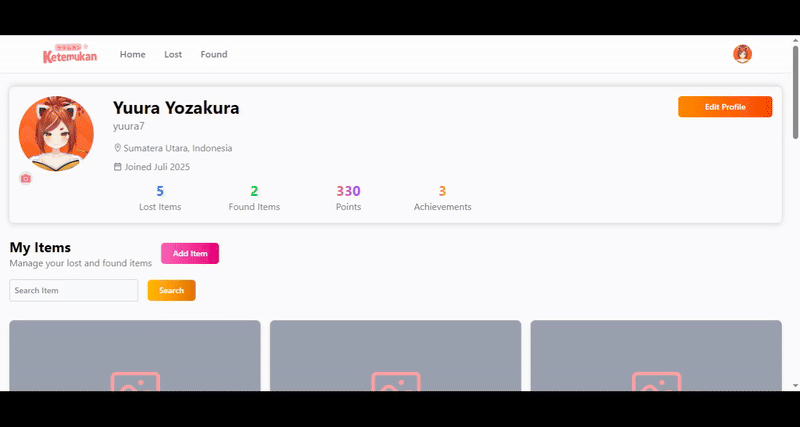 Ketemukan
Home
Lost
Found
Yuura Yozakura
yuura7
Edit Profile
Sumatera Utara, Indonesia
Joined Juli 2025
5
2
330
3
Lost Items
Found Items
Points
Achievements
My Items
Manage your lost and found items
Add Item
Search Item
Search